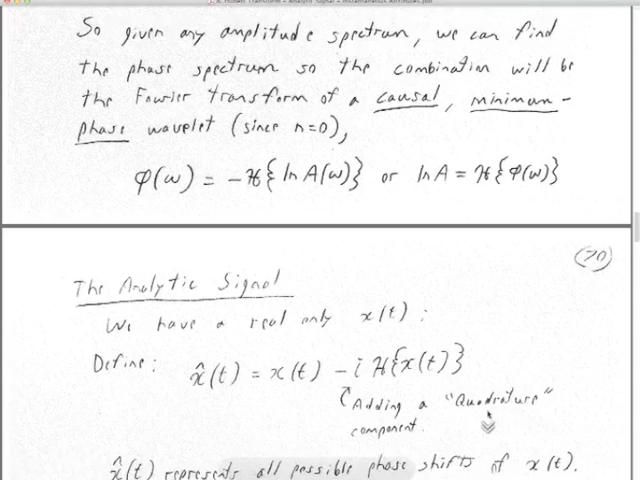 So given any amplitude spectrum, we can find
the phase spectrum so the combination will be
the Fourier transform of a causal, minimum-
phase wavelet (since n=0),
φ(ω) = -ℋ{ln A(ω)} or ln A = ℋ{φ(ω)}
(70)
The Analytic Signal
We have a real only x(t):
Define: x̂(t) = x(t) - i ℋ{x(t)}
Adding a "Quadrature"
component.
x̂(t) represents all possible phase shifts of x(t).